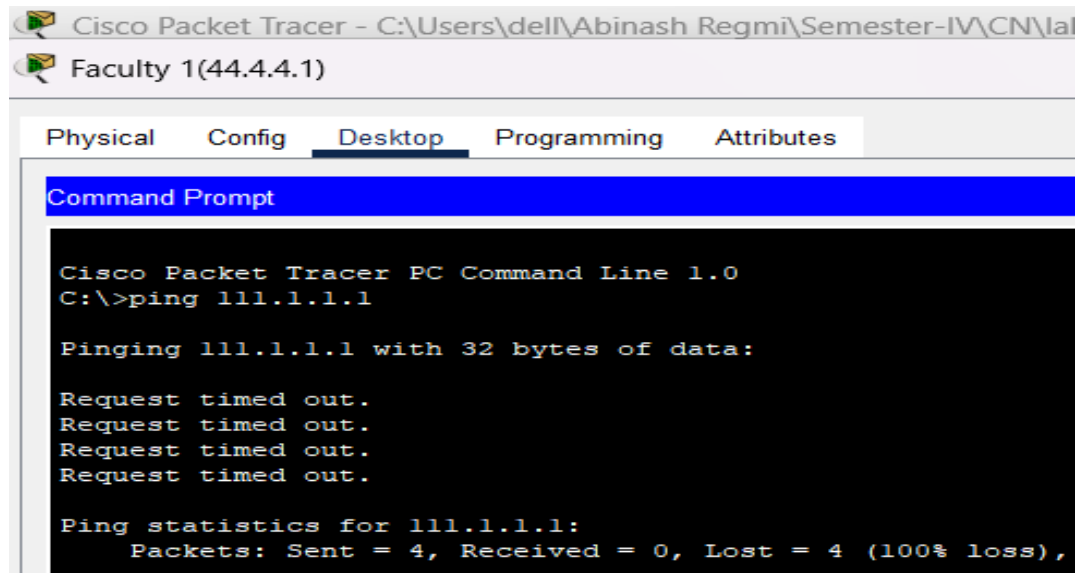 Cisco Packet Tracer - C:\Users\dell\Abinash Regmi\Semester-IV\CN\la
Faculty 1(44.4.4.1)
Physical Config Desktop Programming Attributes
Command Prompt
Cisco Packet Tracer PC Command Line 1.0
C:\>ping 111.1.1.1
Pinging 111.1.1.1 with 32 bytes of data:
Request timed out.
Request timed out.
Request timed out.
Request timed out.
Ping statistics for 111.1.1.1:
Packets: Sent = 4, Received = 0, Lost = 4 (100% loss),